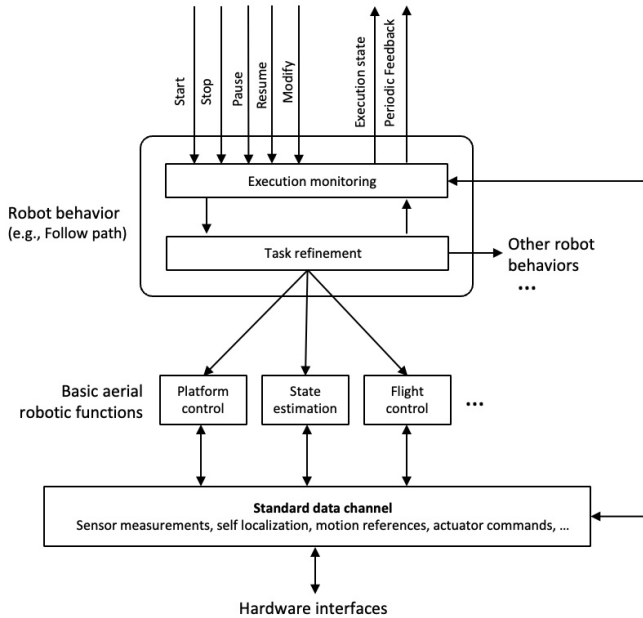 Start
Stop
Pause
Resume
Modify
Execution state
Periodic Feedback
Execution monitoring
Robot behavior
(e.g., Follow path)
Task refinement
Other robot
behaviors
...
Basic aerial
robotic functions
Platform
control
State
estimation
Flight
control
...
Standard data channel
Sensor measurements, self localization, motion references, actuator commands, ...
Hardware interfaces